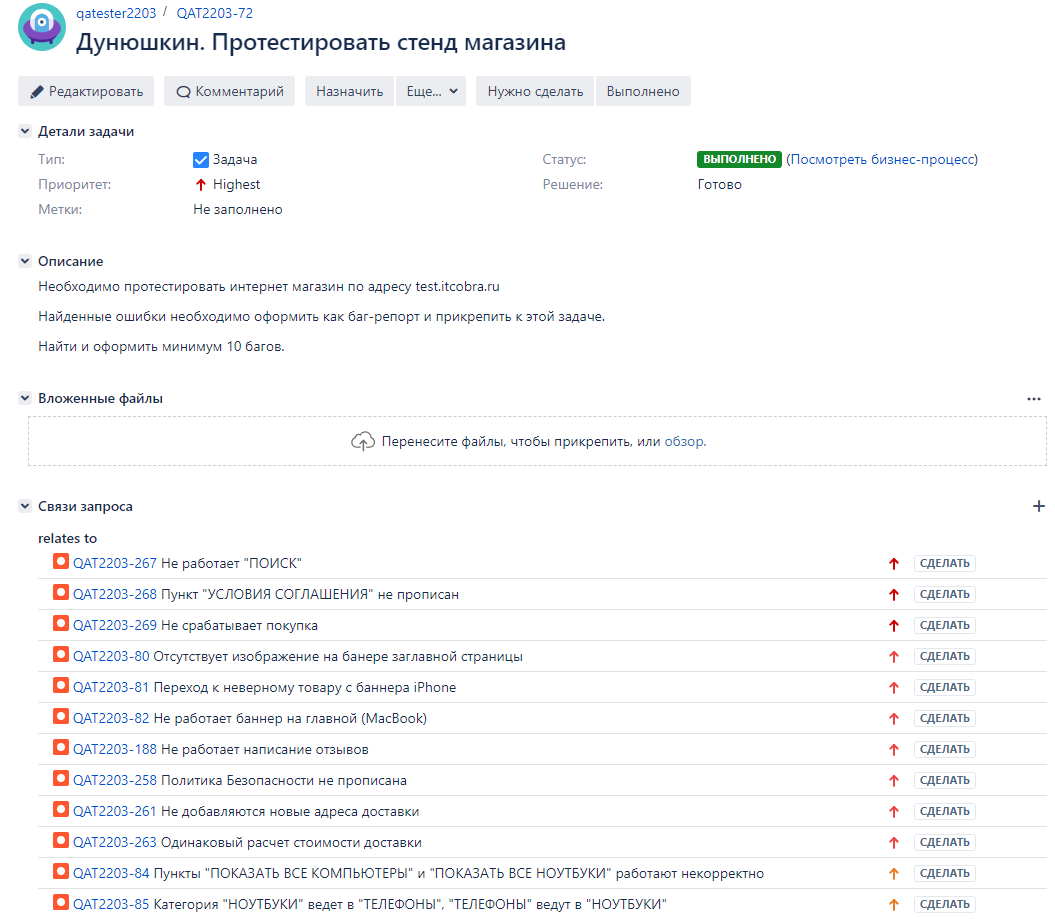 qatester2203 / QAT2203-72
Дунюшкин. Протестировать стенд магазина
Редактировать Комментарий Назначить Еще... Нужно сделать Выполнено
Детали задачи
Тип: Задача Статус: ВЫПОЛНЕНО (Посмотреть бизнес-процесс)
Приоритет: Highest Решение: Готово
Метки: Не заполнено
Описание
Необходимо протестировать интернет магазин по адресу test.itcobra.ru
Найденные ошибки необходимо оформить как баг-репорт и прикрепить к этой задаче.
Найти и оформить минимум 10 багов.
Вложенные файлы ...
Перенесите файлы, чтобы прикрепить, или обзор.
Связи запроса +
relates to
QAT2203-267 Не работает "ПОИСК" СДЕЛАТЬ
QAT2203-268 Пункт "УСЛОВИЯ СОГЛАШЕНИЯ" не прописан СДЕЛАТЬ
QAT2203-269 Не срабатывает покупка СДЕЛАТЬ
QAT2203-80 Отсутствует изображение на банере заглавной страницы СДЕЛАТЬ
QAT2203-81 Переход к неверному товару с баннера iPhone СДЕЛАТЬ
QAT2203-82 Не работает баннер на главной (MacBook) СДЕЛАТЬ
QAT2203-188 Не работает написание отзывов СДЕЛАТЬ
QAT2203-258 Политика Безопасности не прописана СДЕЛАТЬ
QAT2203-261 Не добавляются новые адреса доставки СДЕЛАТЬ
QAT2203-263 Одинаковый расчет стоимости доставки СДЕЛАТЬ
QAT2203-84 Пункты "ПОКАЗАТЬ ВСЕ КОМПЬЮТЕРЫ" и "ПОКАЗАТЬ ВСЕ НОУТБУКИ" работают некорректно СДЕЛАТЬ
QAT2203-85 Категория "НОУТБУКИ" ведет в "ТЕЛЕФОНЫ", "ТЕЛЕФОНЫ" ведут в "НОУТБУКИ" СДЕЛАТЬ